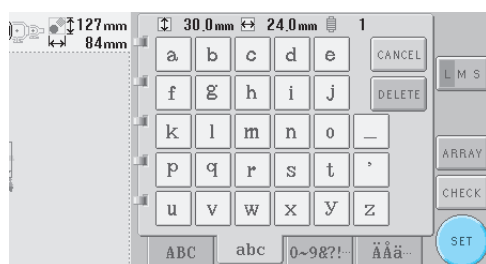 127mm
84mm
30.0mm 24.0mm 1
a b c d e CANCEL
L M S
f g h i j DELETE
k l m n o _
p q r s t ’
ARRAY
u v w x y z
CHECK
ABC abc 0~9&?!··· ÄÅä···
SET